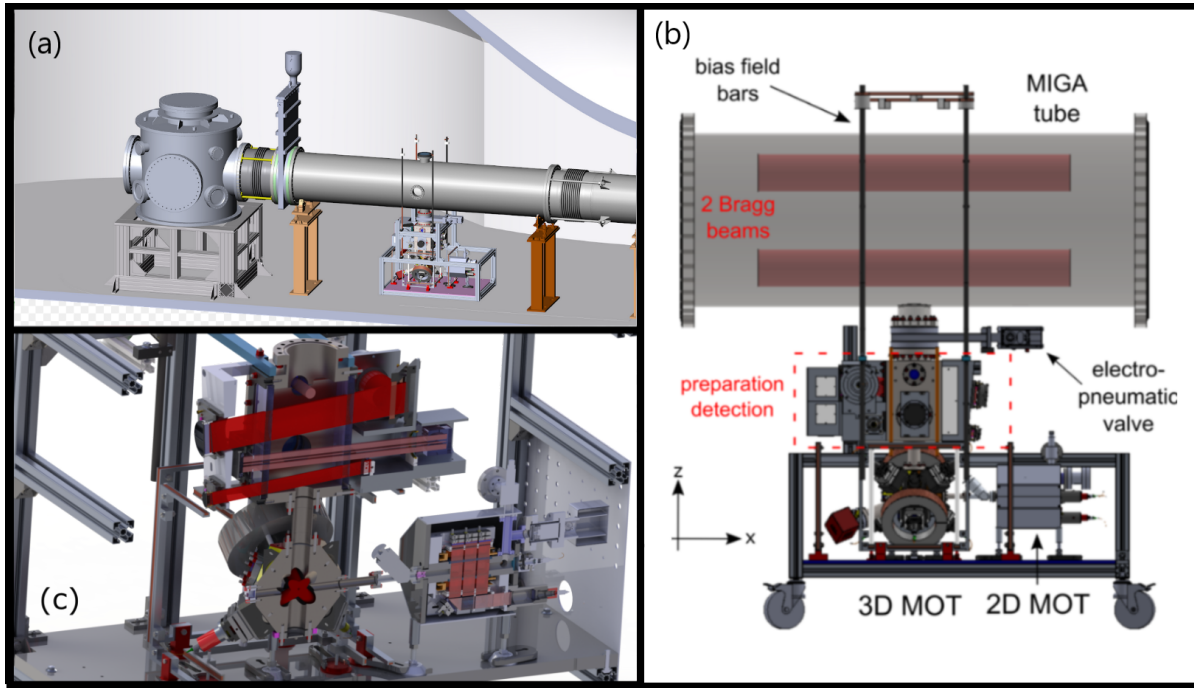 (a)
(b)
bias field
bars
MIGA
tube
2 Bragg
beams
preparation
detection
electro-
pneumatic
valve
z
x
3D MOT
2D MOT
(c)